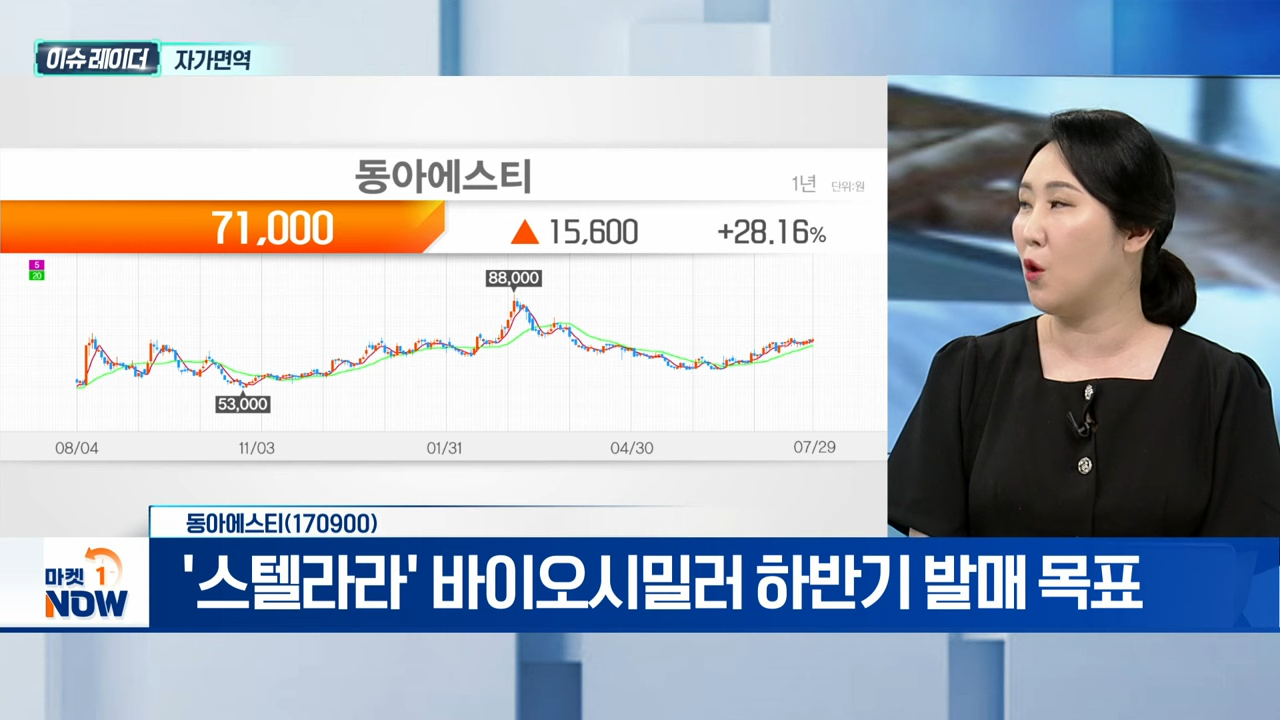 이슈 레이더 자가면역
동아에스티
1년 단위:원
71,000 ▲ 15,600 +28.16%
5
20
88,000
53,000
08/04 11/03 01/31 04/30 07/29
동아에스티(170900)
마켓 1
NOW
'스텔라라' 바이오시밀러 하반기 발매 목표